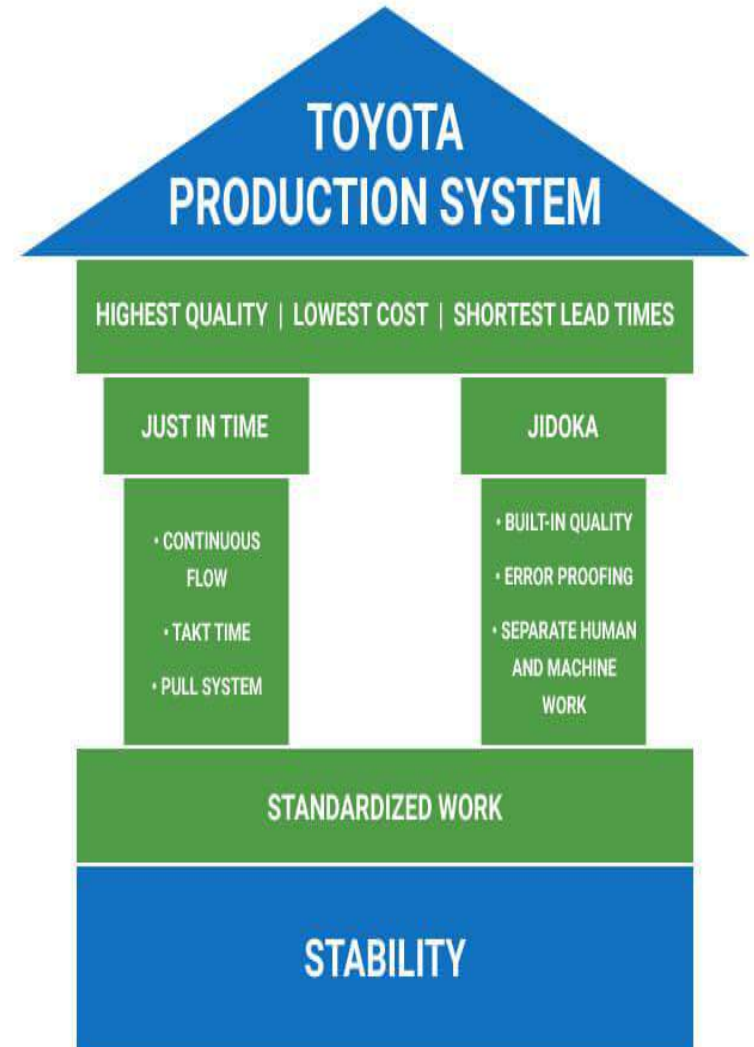 TOYOTA
PRODUCTION SYSTEM
HIGHEST QUALITY | LOWEST COST | SHORTEST LEAD TIMES
JUST IN TIME
• CONTINUOUS
FLOW
• TAKT TIME
• PULL SYSTEM
JIDOKA
• BUILT-IN QUALITY
• ERROR PROOFING
• SEPARATE HUMAN
AND MACHINE
WORK
STANDARDIZED WORK
STABILITY